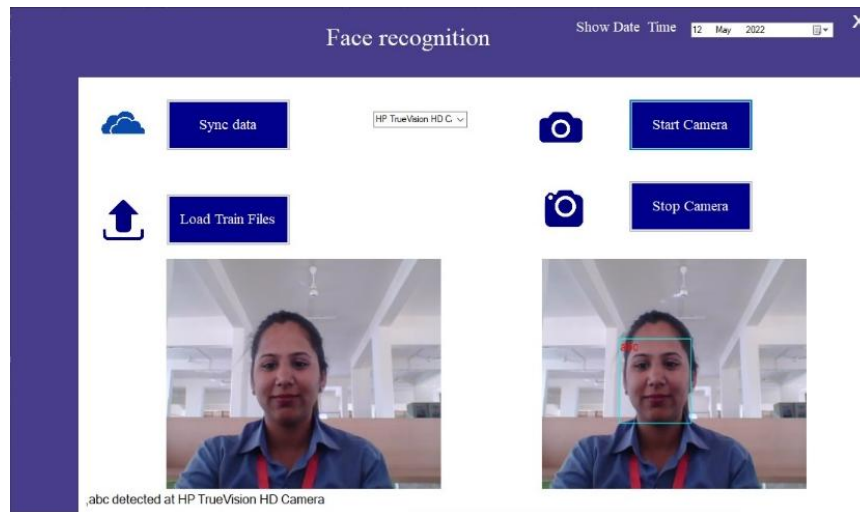 Face recognition
Show Date Time
12 May 2022
X
Sync data
HP TrueVision HD C
Start Camera
Load Train Files
Stop Camera
abc
,abc detected at HP TrueVision HD Camera